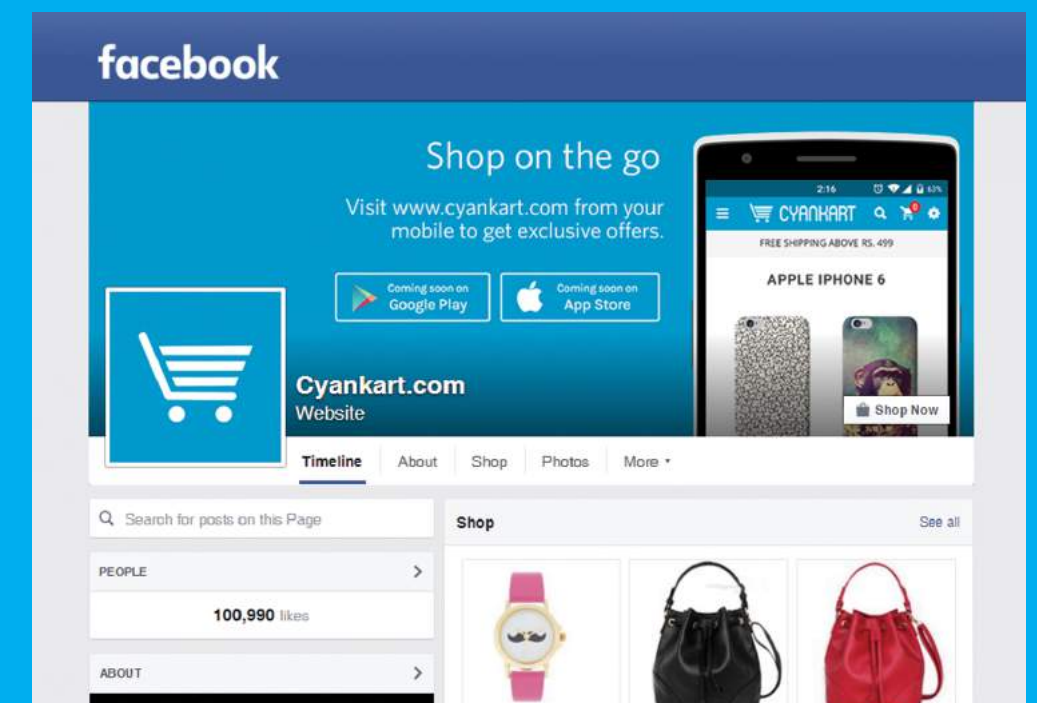 facebook
Shop on the go
Visit www.cyankart.com from your
mobile to get exclusive offers.
Coming soon on
Google Play
Coming soon on
App Store
2:16
63%
CYANKART
0
FREE SHIPPING ABOVE RS. 499
APPLE IPHONE 6
Shop Now
Cyankart.com
Website
Timeline About Shop Photos More
Search for posts on this Page
PEOPLE
100,990 likes
ABOUT
Shop
See all